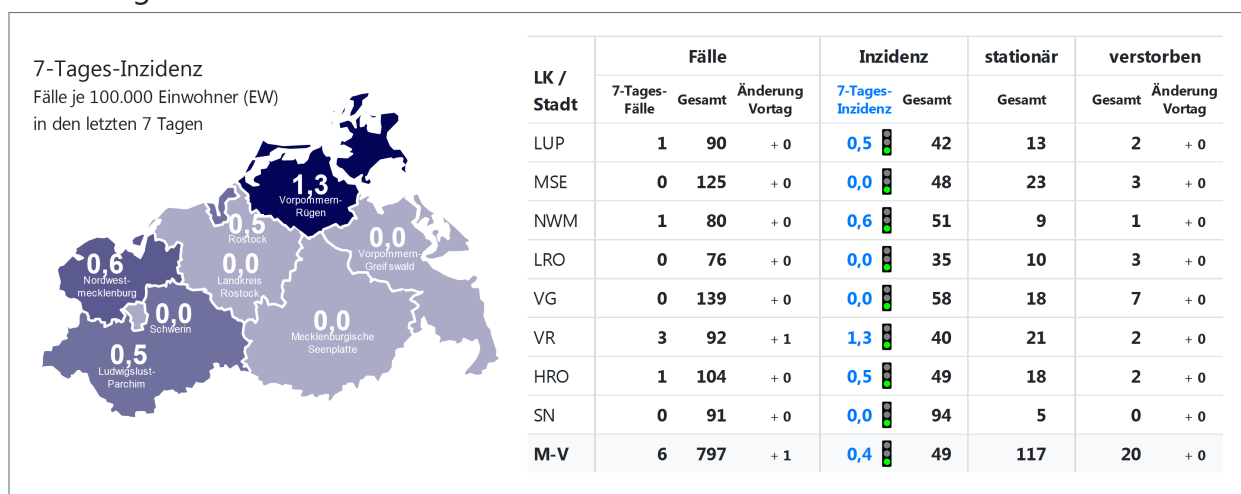 7-Tages-Inzidenz
Fälle je 100.000 Einwohner (EW)
in den letzten 7 Tagen
1,3
Vorpommern-
Rügen
0,5
Rostock
0,0
Vorpommern-
Greifswald
0,6
Nordwest-
mecklenburg
0,0
Landkreis
Rostock
0,0
Schwerin
0,0
Mecklenburgische
Seenplatte
0,5
Ludwigslust-
Parchim
LK / Stadt Fälle Inzidenz stationär verstorben
7-Tages-Fälle Gesamt Änderung Vortag 7-Tages-Inzidenz Gesamt Gesamt Gesamt Änderung Vortag
LUP 1 90 + 0 0,5 42 13 2 + 0
MSE 0 125 + 0 0,0 48 23 3 + 0
NWM 1 80 + 0 0,6 51 9 1 + 0
LRO 0 76 + 0 0,0 35 10 3 + 0
VG 0 139 + 0 0,0 58 18 7 + 0
VR 3 92 + 1 1,3 40 21 2 + 0
HRO 1 104 + 0 0,5 49 18 2 + 0
SN 0 91 + 0 0,0 94 5 0 + 0
M-V 6 797 + 1 0,4 49 117 20 + 0